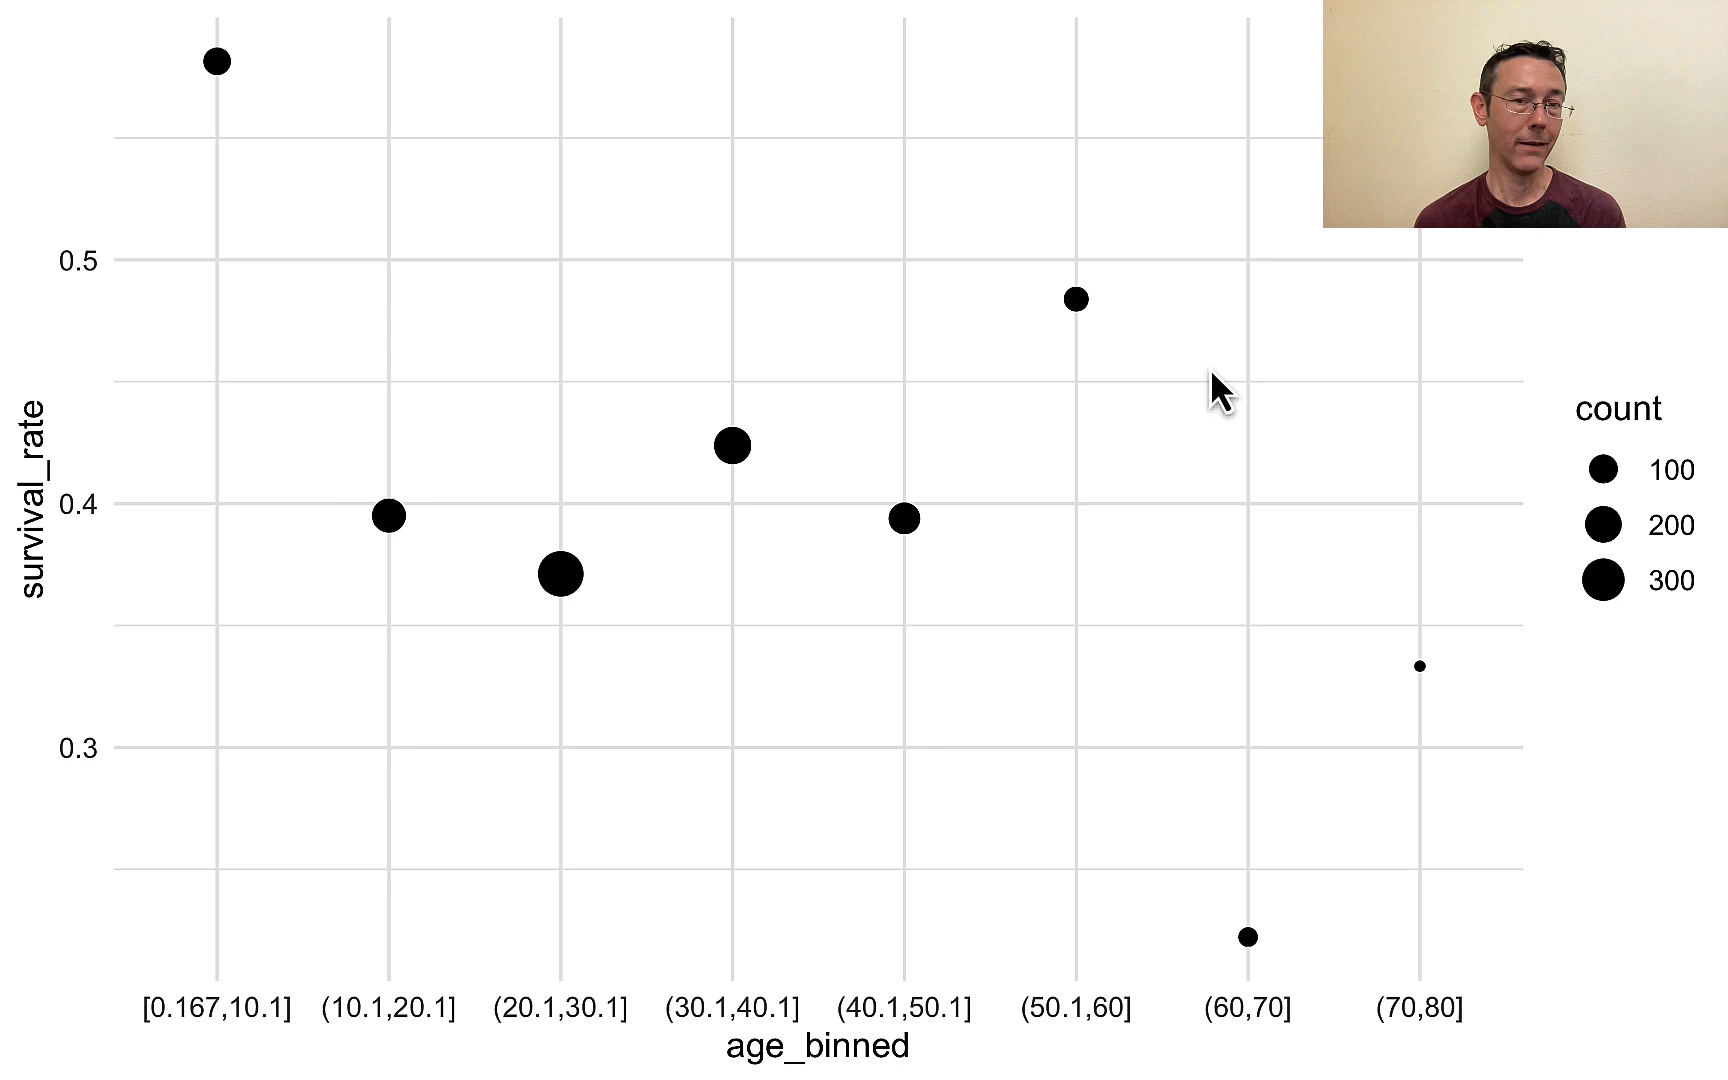 0.5
0.4
0.3
survival_rate
[0.167,10.1] (10.1,20.1] (20.1,30.1] (30.1,40.1] (40.1,50.1] (50.1,60] (60,70] (70,80]
age_binned
count
100
200
300